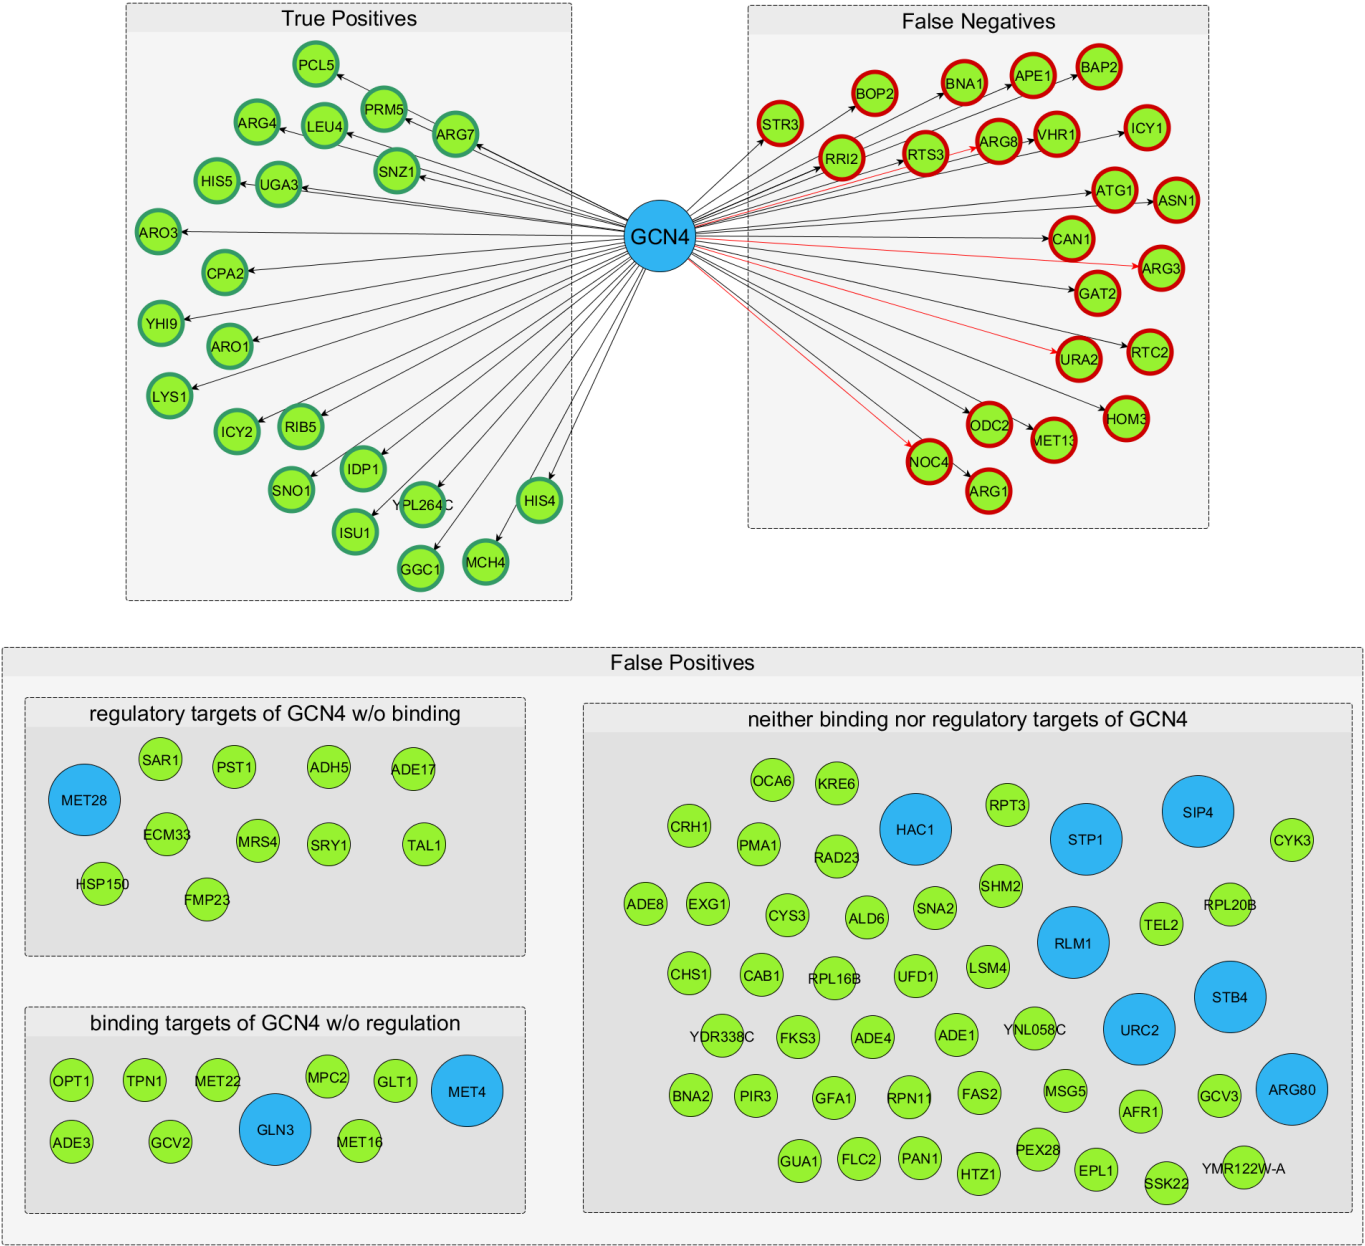 True Positives
PCL5
PRM5
ARG4
LEU4
ARG7
SNZ1
HIS5
UGA3
ARO3
CPA2
YHI9
ARO1
LYS1
ICY2
RIB5
IDP1
SNO1
YPL264C
HIS4
ISU1
GGC1
MCH4
GCN4
False Negatives
BAP2
APE1
BNA1
BOP2
STR3
ICY1
VHR1
ARG8
RTS3
RRI2
ATG1
ASN1
CAN1
ARG3
GAT2
URA2
RTC2
HOM3
ODC2
MET13
NOC4
ARG1
False Positives
regulatory targets of GCN4 w/o binding
SAR1
PST1
ADH5
ADE17
MET28
ECM33
MRS4
SRY1
TAL1
HSP150
FMP23
binding targets of GCN4 w/o regulation
OPT1
TPN1
MET22
MPC2
GLT1
MET4
GLN3
ADE3
GCV2
MET16
neither binding nor regulatory targets of GCN4
OCA6
KRE6
RPT3
SIP4
CRH1
HAC1
STP1
CYK3
PMA1
RAD23
SHM2
ADE8
EXG1
CYS3
ALD6
SNA2
RPL20B
TEL2
RLM1
CHS1
CAB1
RPL16B
UFD1
LSM4
STB4
YDR338C
FKS3
ADE4
ADE1
YNL058C
URC2
BNA2
PIR3
GFA1
RPN11
FAS2
MSG5
AFR1
GCV3
ARG80
GUA1
FLC2
PAN1
HTZ1
PEX28
EPL1
SSK22
YMR122W-A